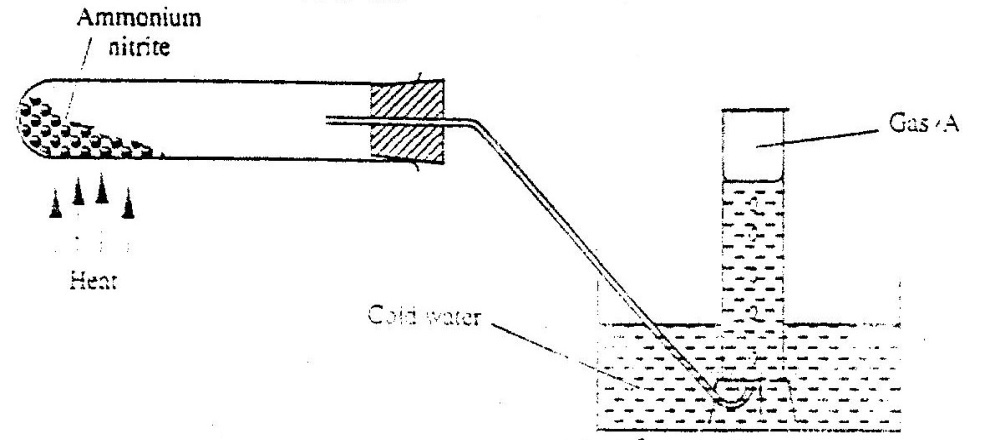 Ammonium
nitrite
Gas A
Heat
Cold water